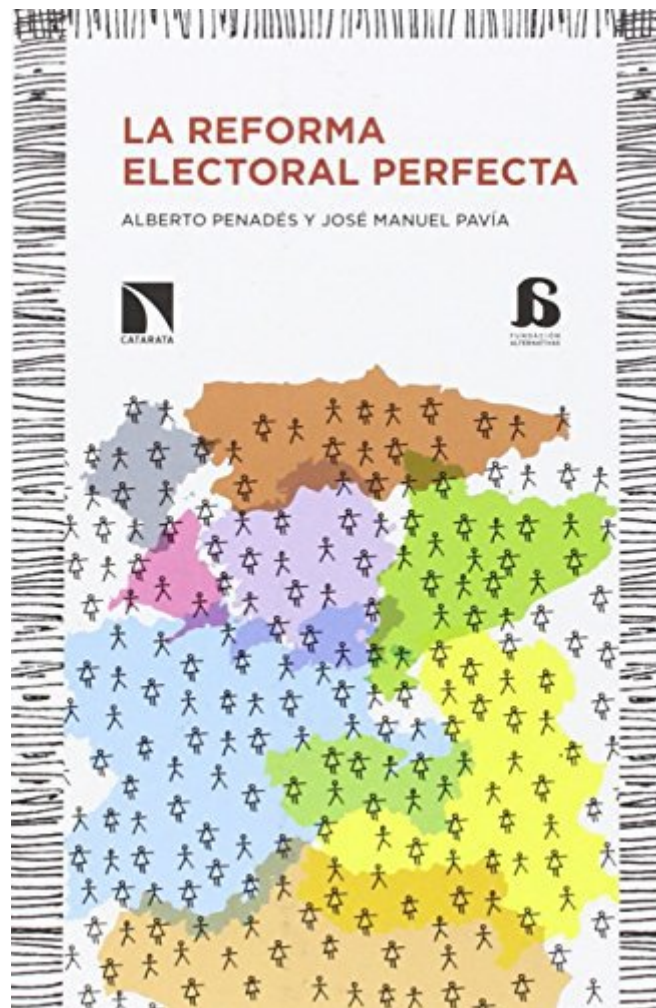 LA REFORMA
ELECTORAL PERFECTA
ALBERTO PENADÉS Y JOSÉ MANUEL PAVÍA
CATARATA
FUNDACIÓN
ALTERNATIVAS